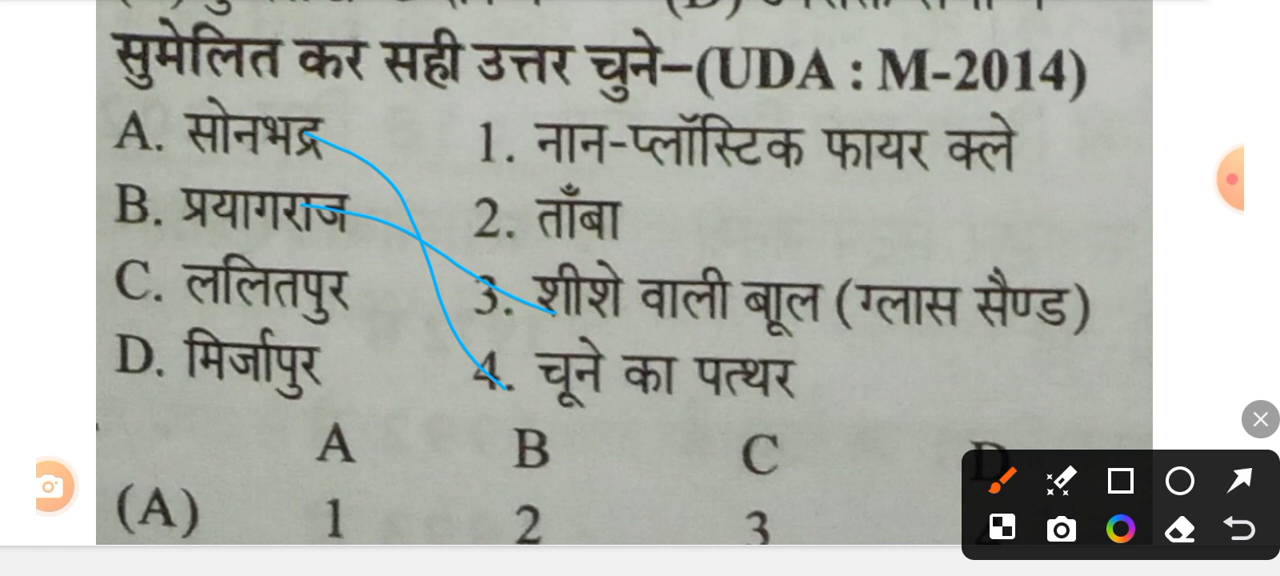 सुमेलित कर सही उत्तर चुने–(UDA : M-2014)
A. सोनभद्र 1. नान-प्लॉस्टिक फायर क्ले
B. प्रयागराज 2. ताँबा
C. ललितपुर 3. शीशे वाली बाूल (ग्लास सैण्ड)
D. मिर्जापुर 4. चूने का पत्थर
A B C D
(A) 1 2 3